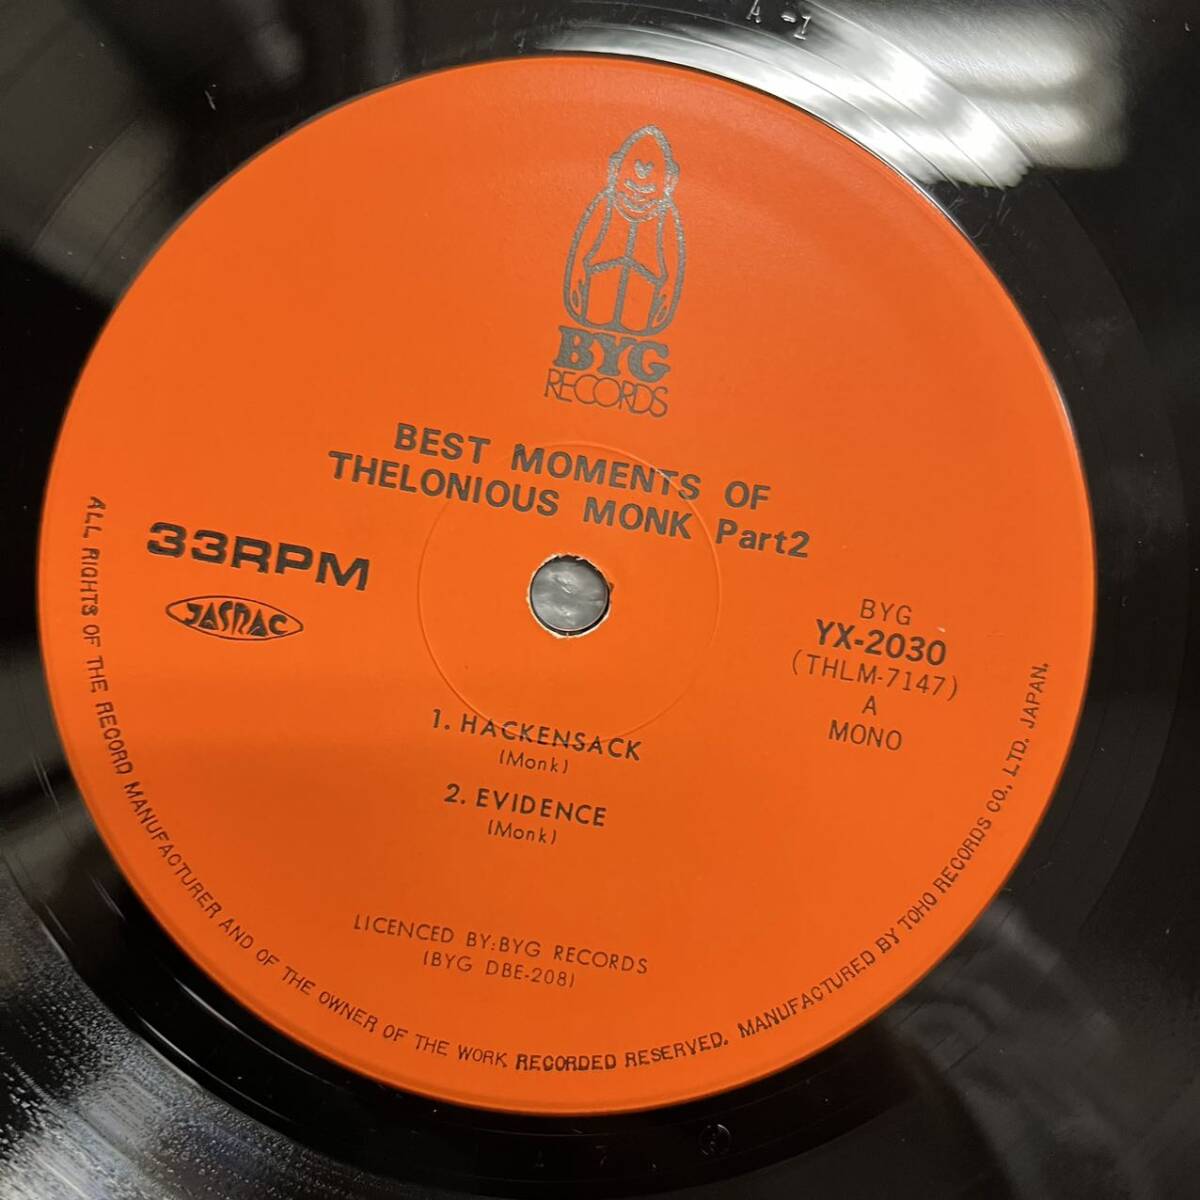 A-1
BYG
RECORDS
BEST MOMENTS OF
THELONIOUS MONK Part2
33RPM
JASRAC
BYG
YX-2030
(THLM-7147)
A
MONO
1. HACKENSACK
(Monk)
2. EVIDENCE
(Monk)
LICENCED BY:BYG RECORDS
(BYG DBE-208)
ALL RIGHTS OF THE RECORD MANUFACTURER AND OF THE OWNER OF THE WORK RECORDED RESERVED. MANUFACTURED BY TOHO RECORDS CO., LTD. JAPAN.